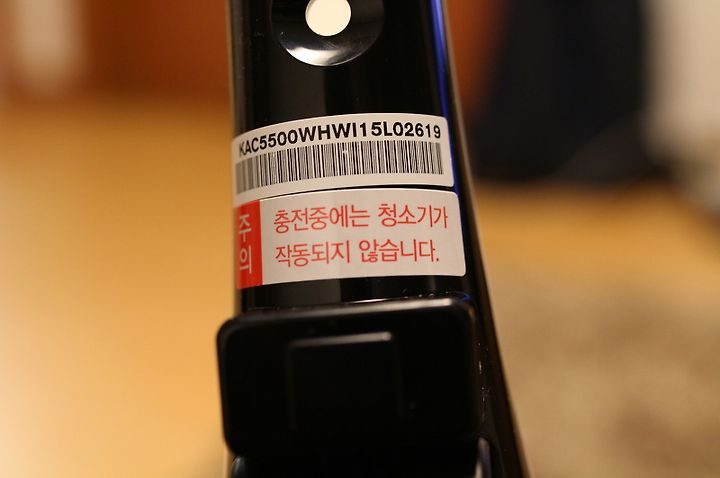 KAC5500WHWI15L02619
주의
충전중에는 청소기가
작동되지 않습니다.